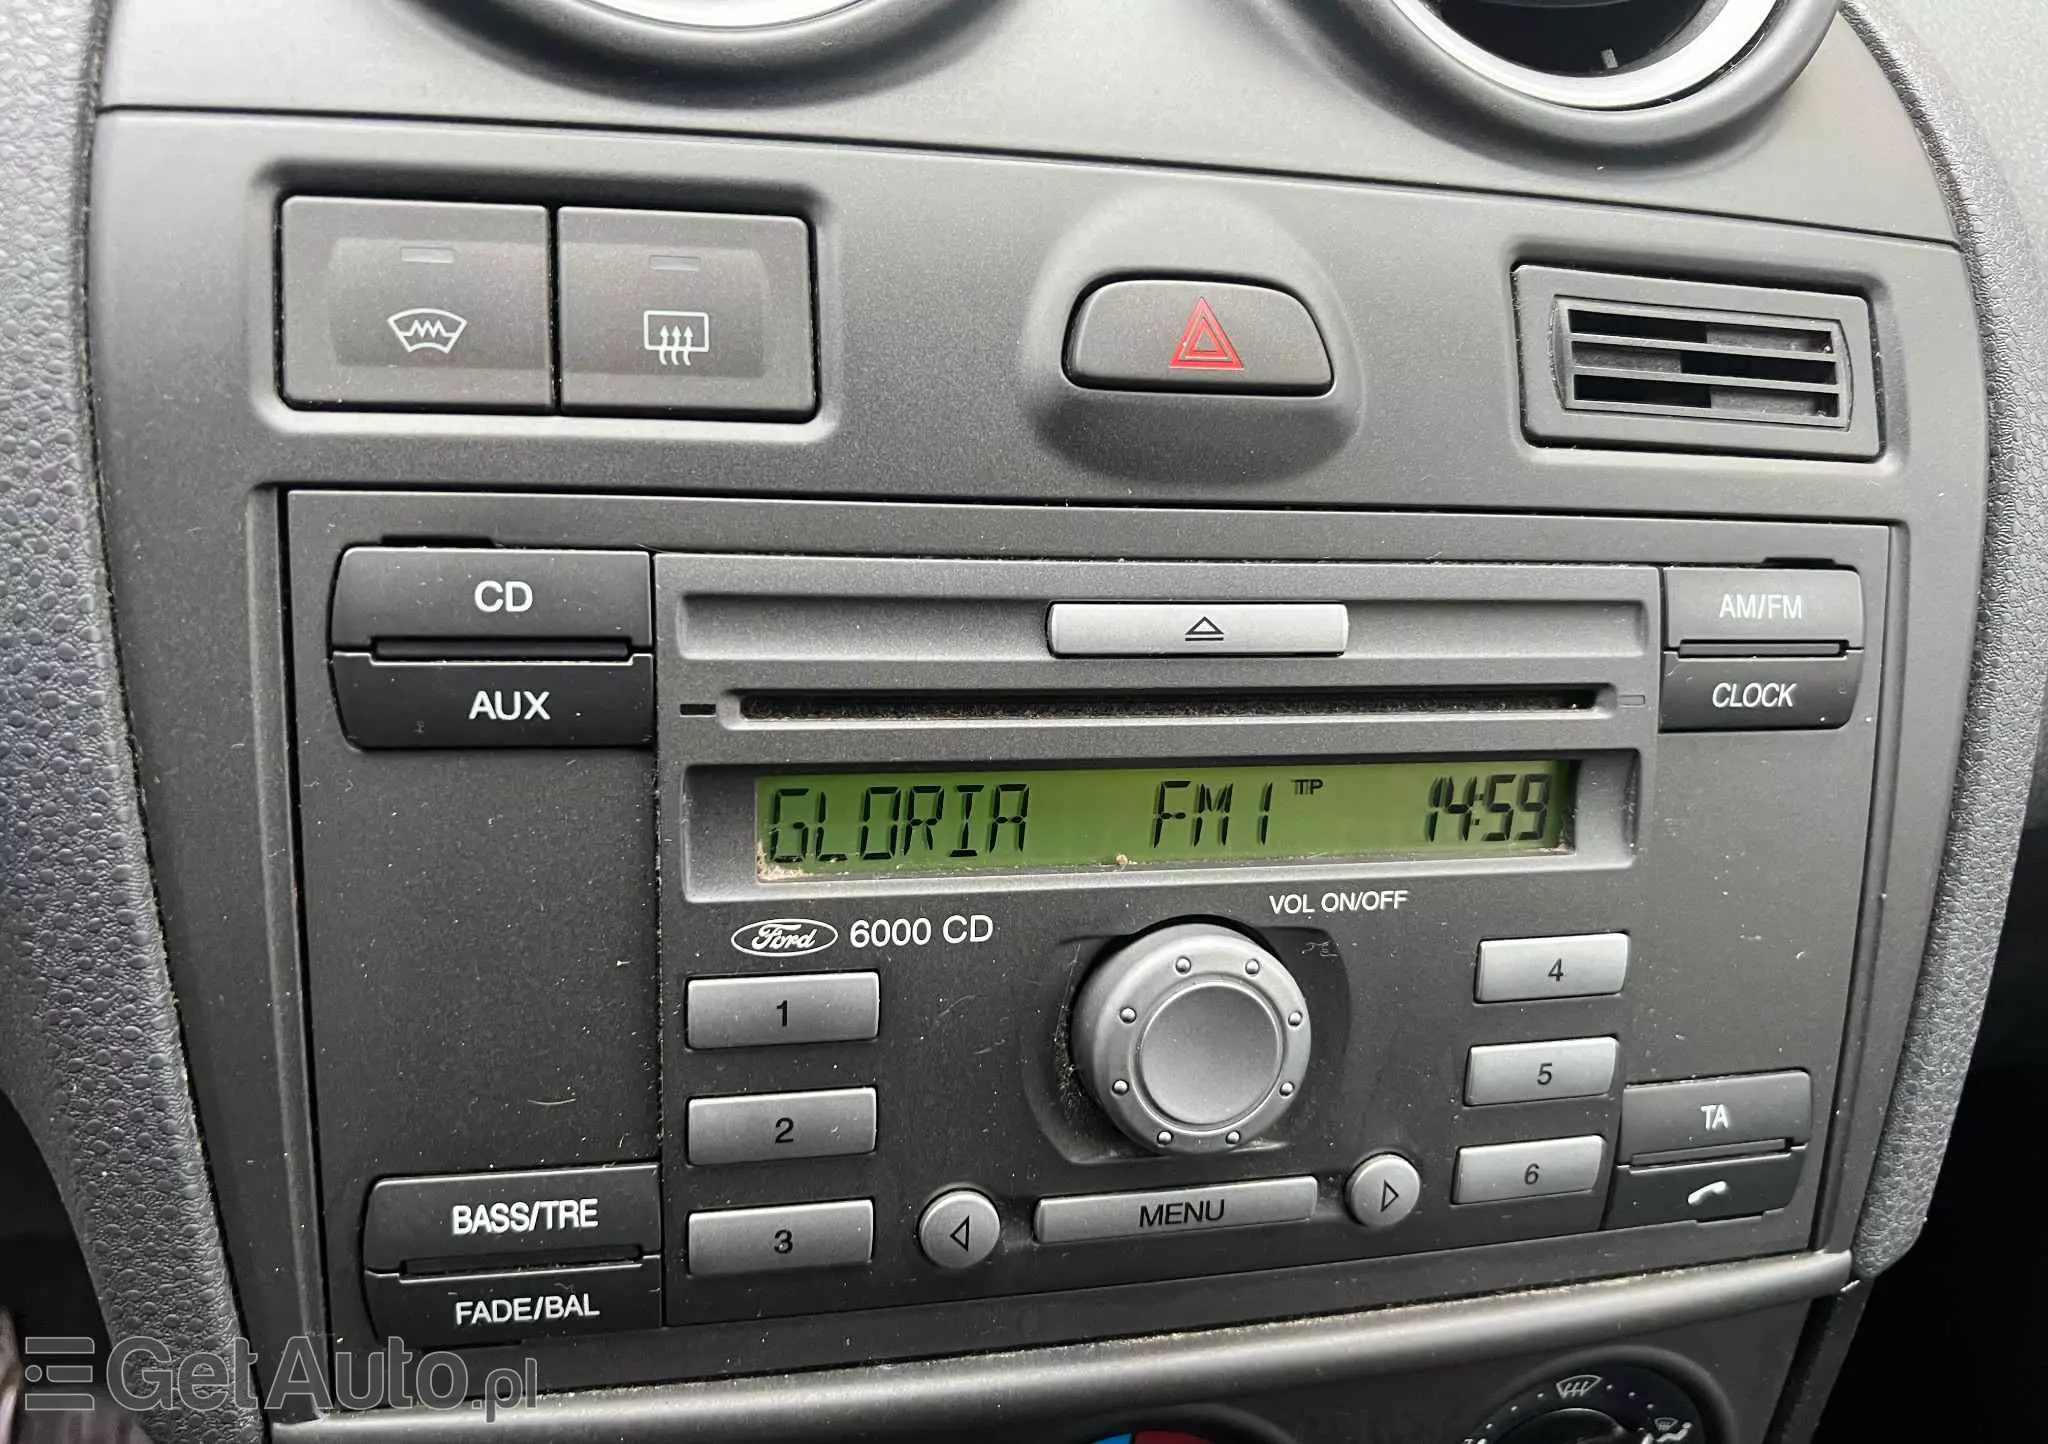 CD
AUX
AM/FM
CLOCK
GLORIA FM1 TP 14:59
Ford 6000 CD
VOL ON/OFF
1
2
3
4
5
6
TA
MENU
BASS/TRE
FADE/BAL
GetAuto.pl